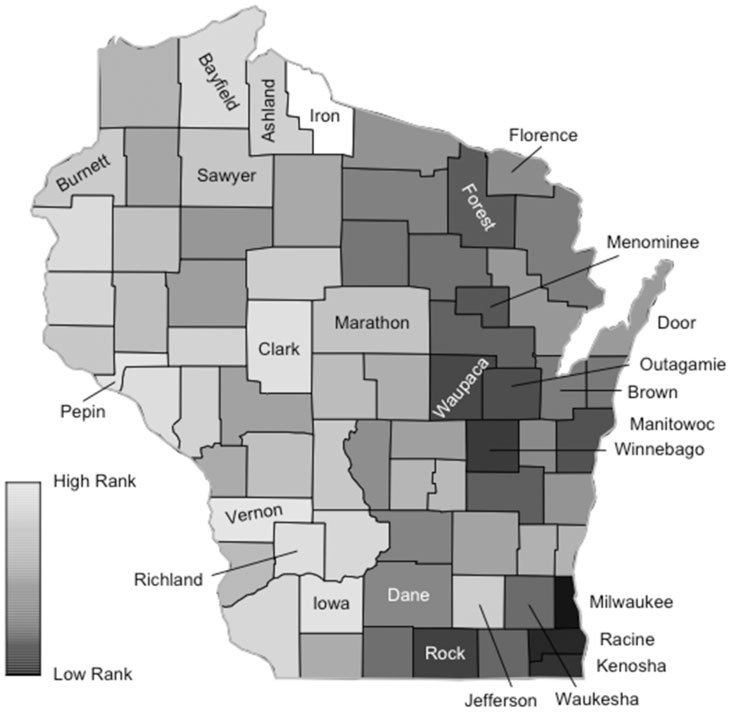 Bayfield
Ashland
Iron
Florence
Burnett
Sawyer
Forest
Menominee
Marathon
Door
Clark
Waupaca
Outagamie
Pepin
Brown
Manitowoc
Winnebago
High Rank
Vernon
Richland
Iowa
Dane
Milwaukee
Racine
Rock
Kenosha
Low Rank
Jefferson
Waukesha